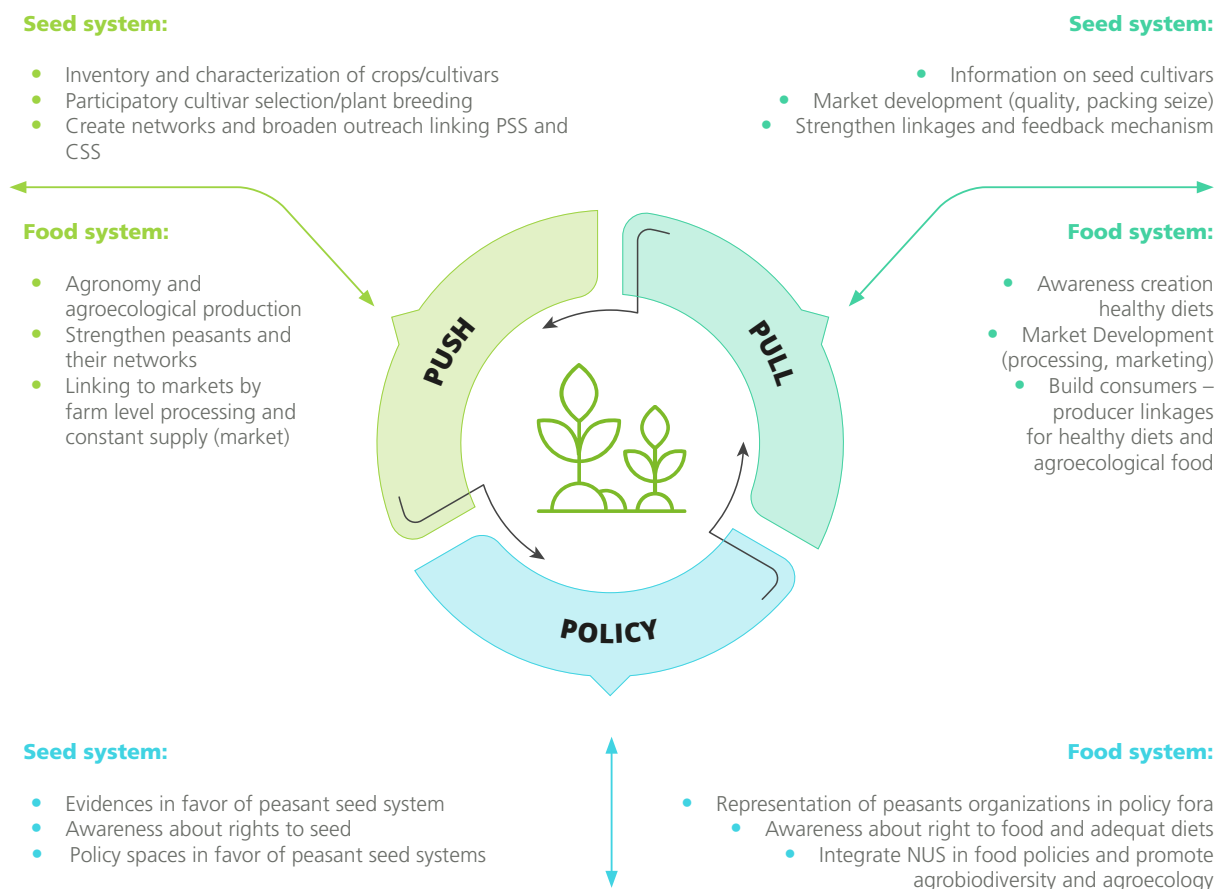 Seed system:
Inventory and characterization of crops/cultivars
Participatory cultivar selection/plant breeding
Create networks and broaden outreach linking PSS and
CSS
Seed system:
Information on seed cultivars
Market development (quality, packing seize)
Strengthen linkages and feedback mechanism
Food system:
Agronomy and
agroecological production
Strengthen peasants and
their networks
Linking to markets by
farm level processing and
constant supply (market)
PUSH
PULL
POLICY
Food system:
Awareness creation
healthy diets
Market Development
(processing, marketing)
Build consumers –
producer linkages
for healthy diets and
agroecological food
Seed system:
Evidences in favor of peasant seed system
Awareness about rights to seed
Policy spaces in favor of peasant seed systems
Food system:
Representation of peasants organizations in policy fora
Awareness about right to food and adequat diets
Integrate NUS in food policies and promote
agrobiodiversity and agroecology